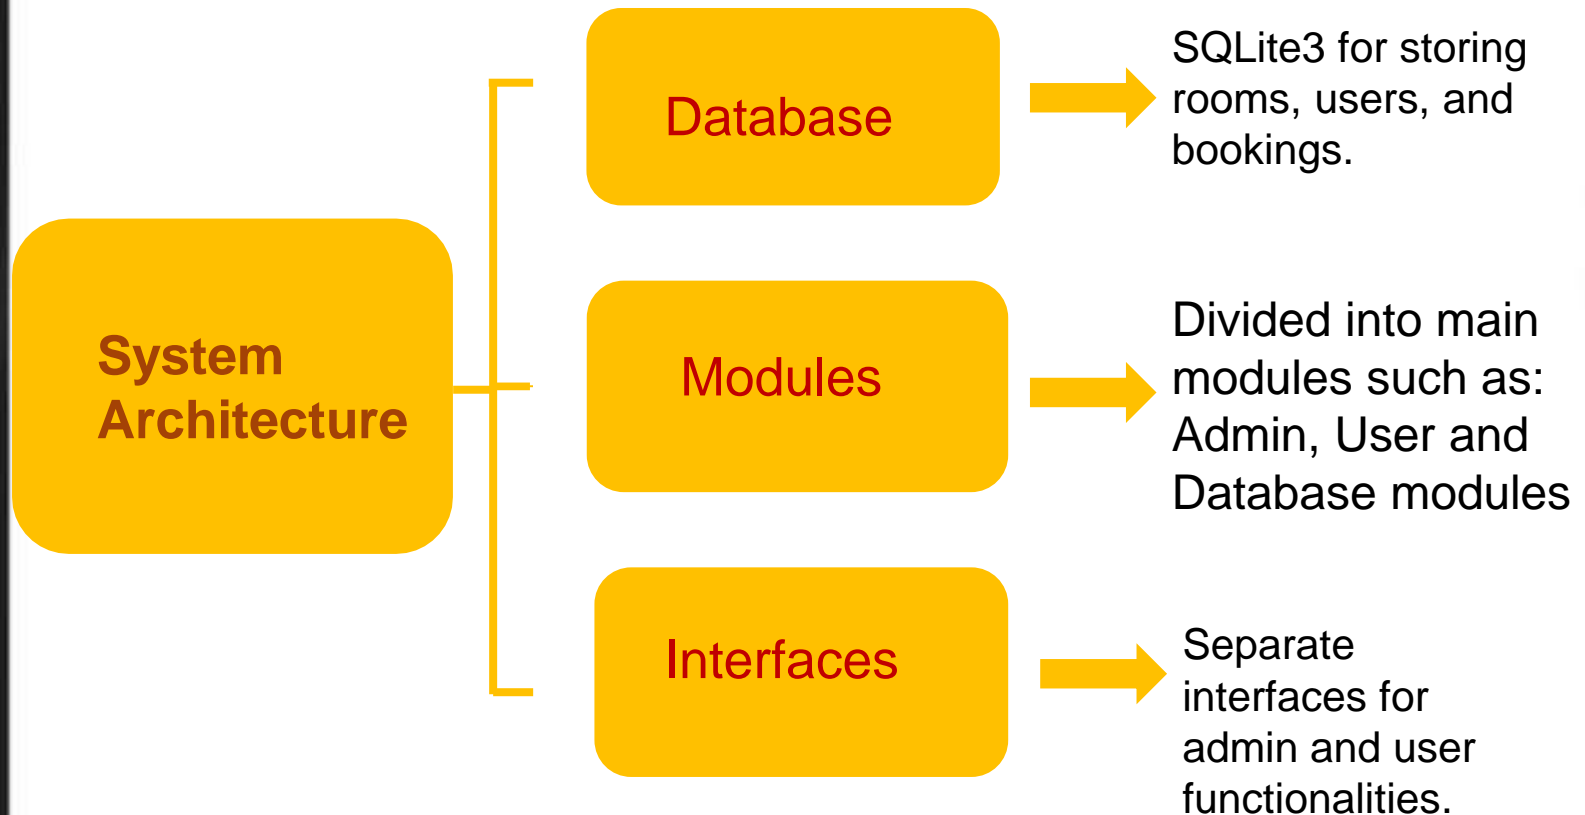 System
Architecture
Database
SQLite3 for storing
rooms, users, and
bookings.
Modules
Divided into main
modules such as:
Admin, User and
Database modules
Interfaces
Separate
interfaces for
admin and user
functionalities.